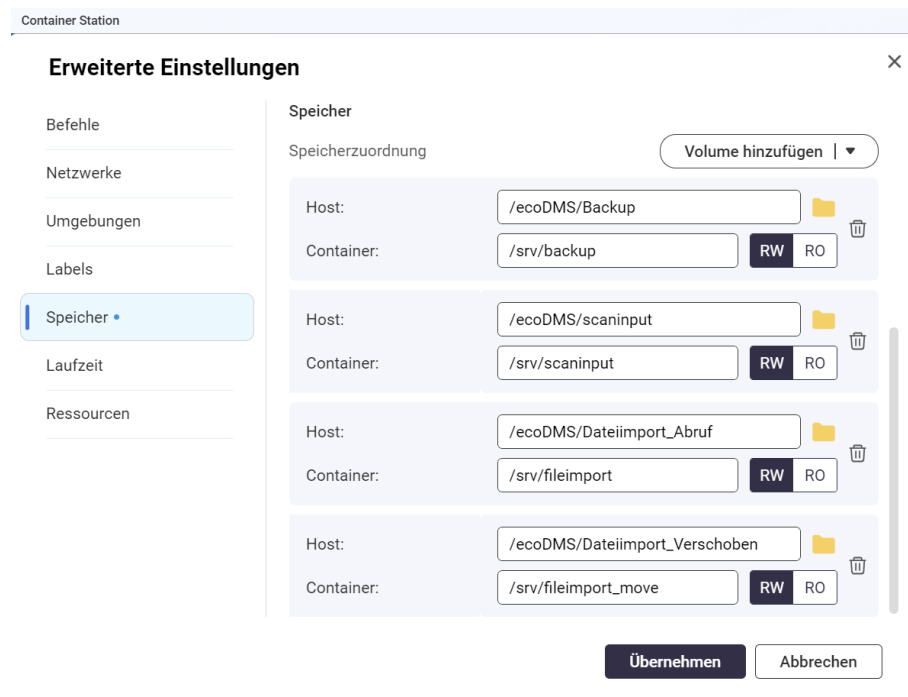 Container Station
Erweiterte Einstellungen
Befehle
Netzwerke
Umgebungen
Labels
Speicher
Laufzeit
Ressourcen
Speicher
Speicherzuordnung
Volume hinzufügen
Host: /ecoDMS/Backup
Container: /srv/backup RW RO
Host: /ecoDMS/scaninput
Container: /srv/scaninput RW RO
Host: /ecoDMS/Dateiimport_Abruf
Container: /srv/fileimport RW RO
Host: /ecoDMS/Dateiimport_Verschoben
Container: /srv/fileimport_move RW RO
Übernehmen Abbrechen